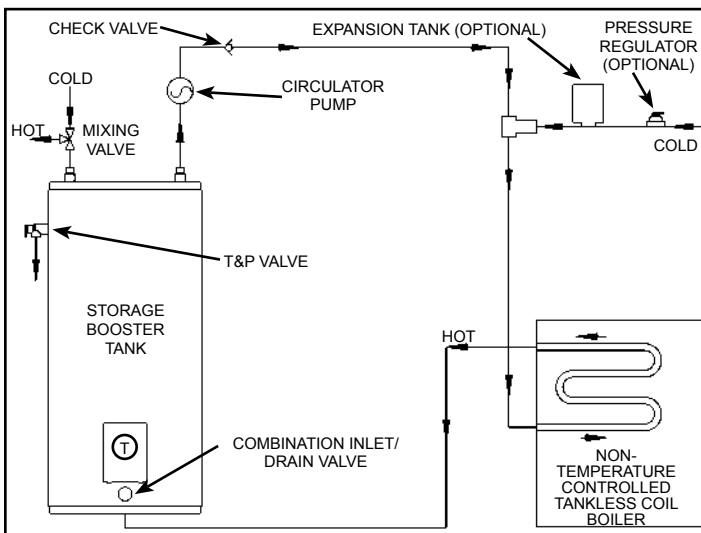 CHECK VALVE
EXPANSION TANK (OPTIONAL)
PRESSURE
REGULATOR
(OPTIONAL)
COLD
CIRCULATOR
PUMP
HOT
MIXING
VALVE
COLD
T&P VALVE
STORAGE
BOOSTER
TANK
HOT
T
COMBINATION INLET/
DRAIN VALVE
NON-
TEMPERATURE
CONTROLLED
TANKLESS COIL
BOILER